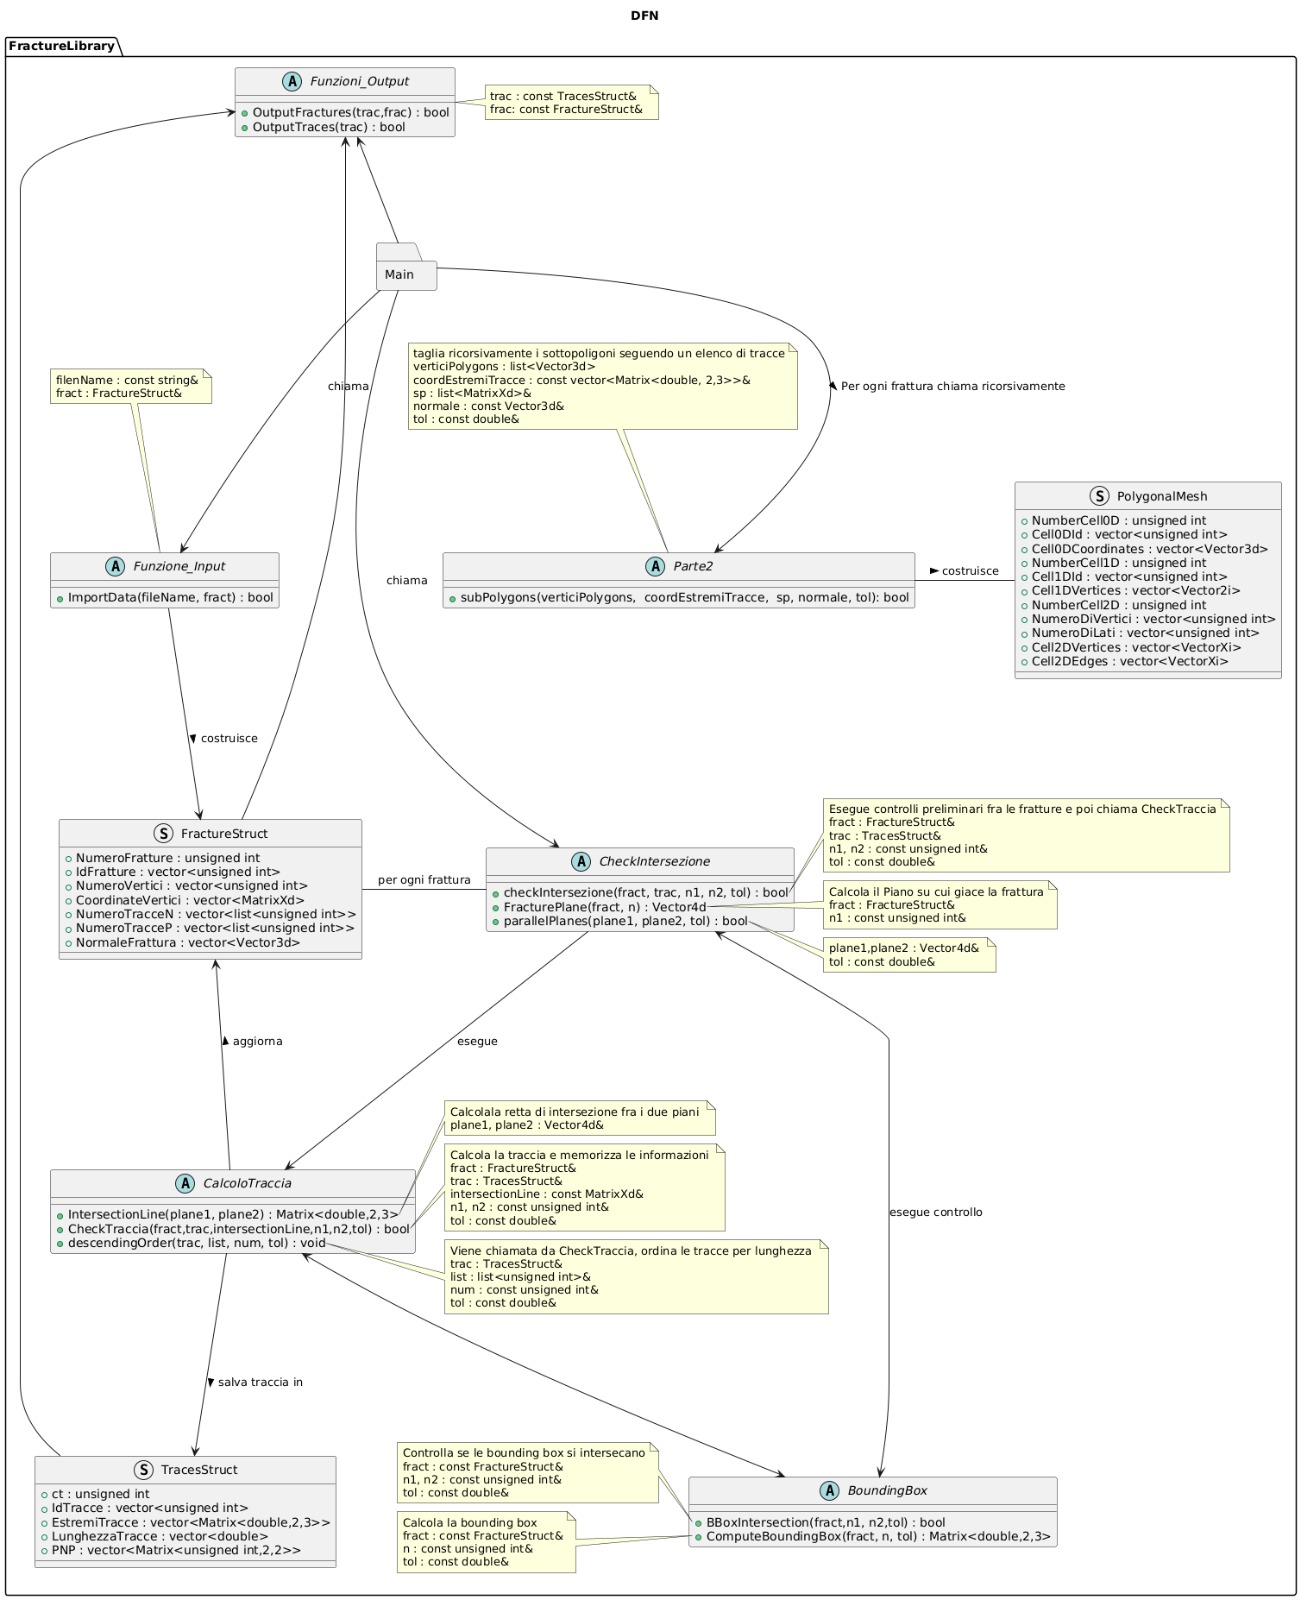 DFN
FractureLibrary
A Funzioni_Output
OutputFractures(trac,frac) : bool
OutputTraces(trac) : bool
trac : const TracesStruct&
frac: const FractureStruct&
Main
chiama
Per ogni frattura chiama ricorsivamente
filenName : const string&
fract : FractureStruct&
taglia ricorsivamente i sottopoligoni seguendo un elenco di tracce
verticiPolygons : list<Vector3d>
coordEstremiTracce : const vector<Matrix<double, 2,3>>&
sp : list<MatrixXd>&
normale : const Vector3d&
tol : const double&
A Funzione_Input
ImportData(fileName, fract) : bool
chiama
A Parte2
subPolygons(verticiPolygons,  coordEstremiTracce,  sp, normale, tol): bool
costruisce
S PolygonalMesh
NumberCell0D : unsigned int
Cell0DId : vector<unsigned int>
Cell0DCoordinates : vector<Vector3d>
NumberCell1D : unsigned int
Cell1DId : vector<unsigned int>
Cell1DVertices : vector<Vector2i>
NumberCell2D : unsigned int
NumeroDiVertici : vector<unsigned int>
NumeroDiLati : vector<unsigned int>
Cell2DVertices : vector<VectorXi>
Cell2DEdges : vector<VectorXi>
costruisce
S FractureStruct
NumeroFratture : unsigned int
IdFratture : vector<unsigned int>
NumeroVertici : vector<unsigned int>
CoordinateVertici : vector<MatrixXd>
NumeroTracceN : vector<list<unsigned int>>
NumeroTracceP : vector<list<unsigned int>>
NormaleFrattura : vector<Vector3d>
per ogni frattura
A CheckIntersezione
checkIntersezione(fract, trac, n1, n2, tol) : bool
FracturePlane(fract, n) : Vector4d
parallelPlanes(plane1, plane2, tol) : bool
Esegue controlli preliminari fra le fratture e poi chiama CheckTraccia
fract : FractureStruct&
trac : TracesStruct&
n1, n2 : const unsigned int&
tol : const double&
Calcola il Piano su cui giace la frattura
fract : FractureStruct&
n1 : const unsigned int&
plane1,plane2 : Vector4d&
tol : const double&
aggiorna
esegue
esegue controllo
Calcolala retta di intersezione fra i due piani
plane1, plane2 : Vector4d&
Calcola la traccia e memorizza le informazioni
fract : FractureStruct&
trac : TracesStruct&
intersectionLine : const MatrixXd&
n1, n2 : const unsigned int&
tol : const double&
Viene chiamata da CheckTraccia, ordina le tracce per lunghezza
trac : TracesStruct&
list : list<unsigned int>&
num : const unsigned int&
tol : const double&
A CalcoloTraccia
IntersectionLine(plane1, plane2) : Matrix<double,2,3>
CheckTraccia(fract,trac,intersectionLine,n1,n2,tol) : bool
descendingOrder(trac, list, num, tol) : void
salva traccia in
S TracesStruct
ct : unsigned int
IdTracce : vector<unsigned int>
EstremiTracce : vector<Matrix<double,2,3>>
LunghezzaTracce : vector<double>
PNP : vector<Matrix<unsigned int,2,2>>
Controlla se le bounding box si intersecano
fract : const FractureStruct&
n1, n2 : const unsigned int&
tol : const double&
Calcola la bounding box
fract : const FractureStruct&
n : const unsigned int&
tol : const double&
A BoundingBox
BBoxIntersection(fract,n1, n2,tol) : bool
ComputeBoundingBox(fract, n, tol) : Matrix<double,2,3>